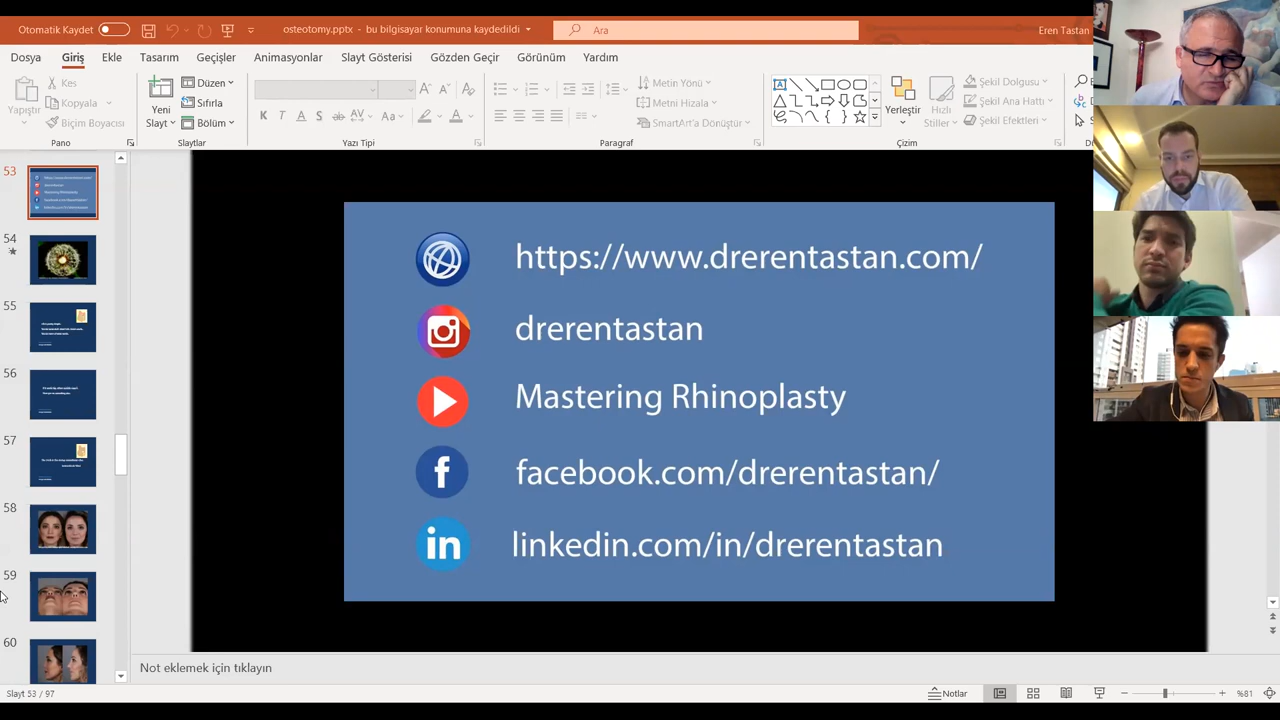 Otomatik Kaydet
osteotomy.pptx - bu bilgisayar konumuna kaydedildi
Ara
Eren Tastan
Dosya
Giriş
Ekle
Tasarım
Geçişler
Animasyonlar
Slayt Gösterisi
Gözden Geçir
Görünüm
Yardım
Yapıştır
Kes
Kopyala
Biçim Boyacısı
Yeni
Slayt
Düzen
Sıfırla
Bölüm
K
T
A
S
ab
AV
Aa
A
Metin Yönü
Metni Hizala
SmartArt'a Dönüştür
Yerleştir
Hızlı
Stiller
Şekil Dolgusu
Şekil Ana Hattı
Şekil Efektleri
Pano
Slaytlar
Yazı Tipi
Paragraf
Çizim
53
54
55
56
57
58
59
60
https://www.drerentastan.com/
drerentastan
Mastering Rhinoplasty
facebook.com/drerentastan/
linkedin.com/in/drerentastan
Not eklemek için tıklayın
Slayt 53 / 97
Notlar
%81